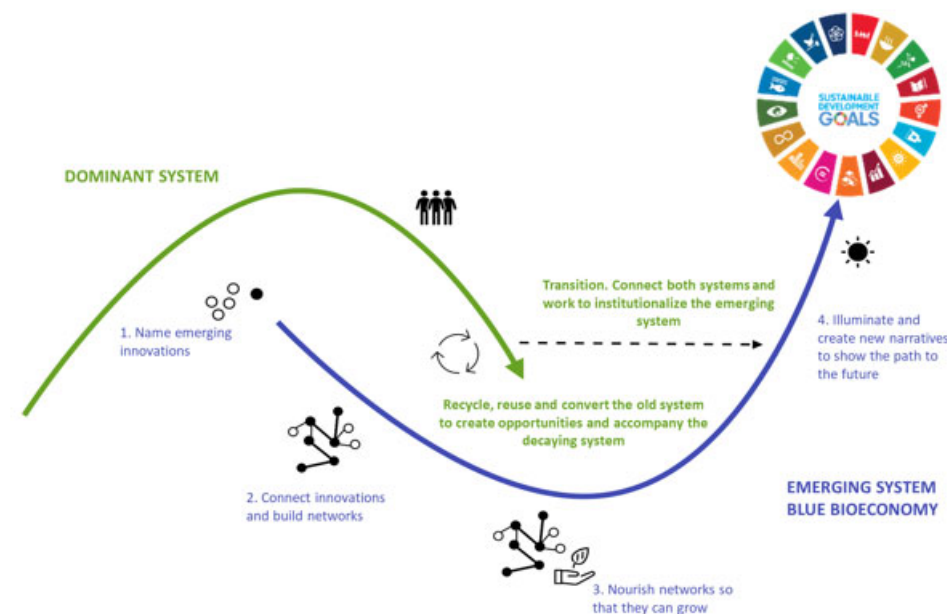 SUSTAINABLE
DEVELOPMENT
GOALS
DOMINANT SYSTEM
1. Name emerging
innovations
Transition. Connect both systems and
work to institutionalize the emerging
system
4. Illuminate and
create new narratives
to show the path to
the future
Recycle, reuse and convert the old system
to create opportunities and accompany the
decaying system
2. Connect innovations
and build networks
EMERGING SYSTEM
BLUE BIOECONOMY
3. Nourish networks so
that they can grow